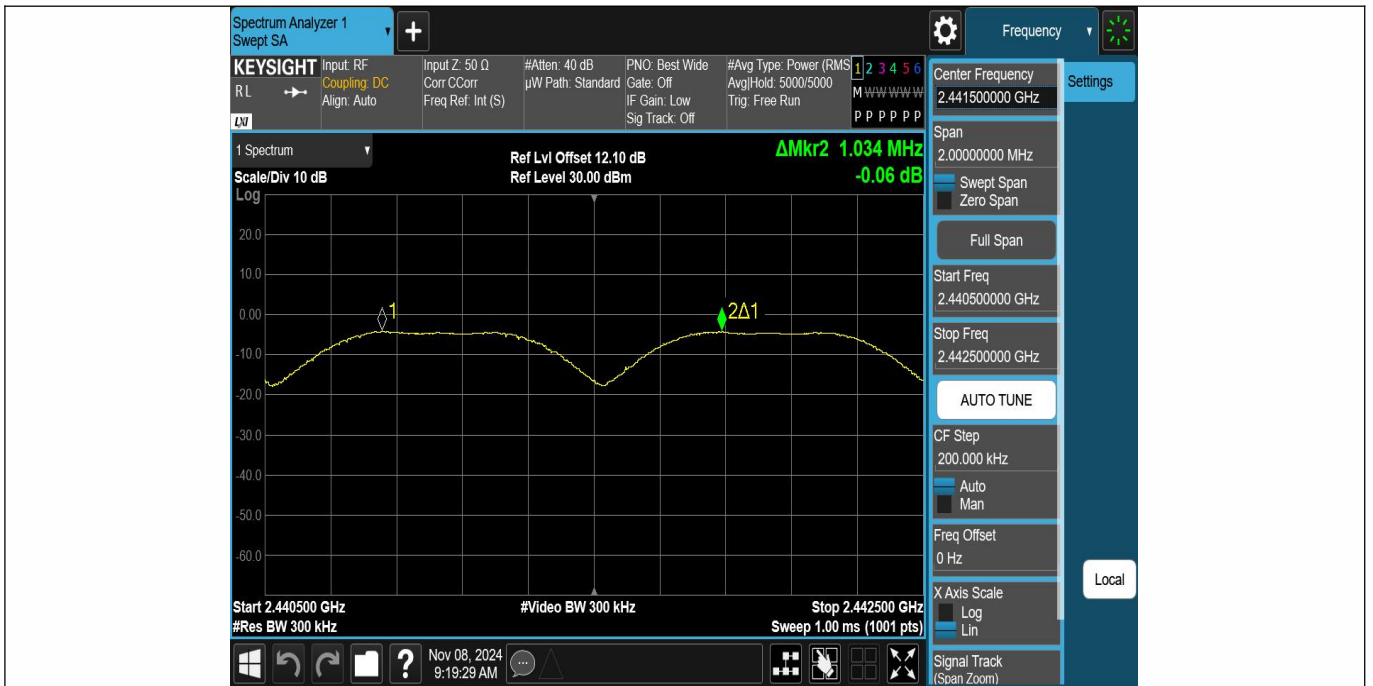 Spectrum Analyzer 1
Swept SA
+
Frequency
KEYSIGHT
RL
LXI
Input: RF
Coupling: DC
Align: Auto
Input Z: 50 Ω
Corr CCorr
Freq Ref: Int (S)
#Atten: 40 dB
µW Path: Standard
PNO: Best Wide
Gate: Off
IF Gain: Low
Sig Track: Off
#Avg Type: Power (RMS
Avg|Hold: 5000/5000
Trig: Free Run
1 2 3 4 5 6
M W W W W W
P P P P P P
1 Spectrum
Scale/Div 10 dB
Log
Ref Lvl Offset 12.10 dB
Ref Level 30.00 dBm
ΔMkr2 1.034 MHz
-0.06 dB
20.0
10.0
0.00
-10.0
-20.0
-30.0
-40.0
-50.0
-60.0
1
2Δ1
Start 2.440500 GHz
#Res BW 300 kHz
#Video BW 300 kHz
Stop 2.442500 GHz
Sweep 1.00 ms (1001 pts)
Center Frequency
2.441500000 GHz
Span
2.00000000 MHz
Swept Span
Zero Span
Full Span
Start Freq
2.440500000 GHz
Stop Freq
2.442500000 GHz
AUTO TUNE
CF Step
200.000 kHz
Auto
Man
Freq Offset
0 Hz
X Axis Scale
Log
Lin
Signal Track
(Span Zoom)
Settings
Local
?
Nov 08, 2024
9:19:29 AM